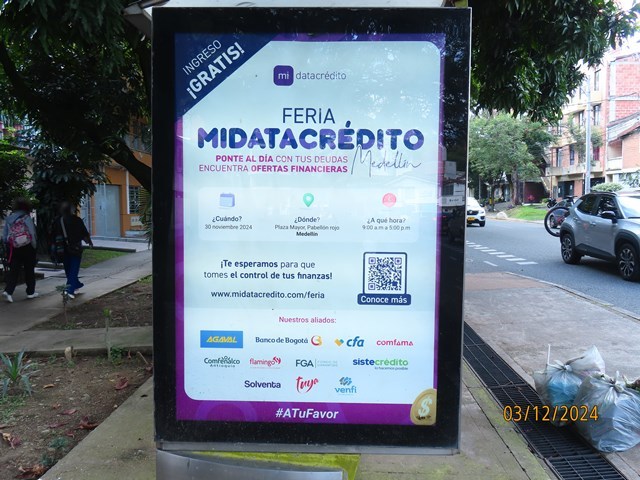 INGRESO
¡GRATIS!
mi datacrédito
FERIA
MIDATACRÉDITO
PONTE AL DÍA CON TUS DEUDAS
ENCUENTRA OFERTAS FINANCIERAS
Medellín
¿Cuándo?
30 noviembre 2024
¿Dónde?
Plaza Mayor, Pabellón rojo
Medellín
¿A qué hora?
9:00 a.m a 5:00 p.m
¡Te esperamos para que
tomes el control de tus finanzas!
www.midatacredito.com/feria
Conoce más
Nuestros aliados:
AGAVAL
Banco de Bogotá
cfa
comfama
Comfenalco
Antioquia
flamingo
FGA
sistecrédito
Solventa
tuya
venfi
#ATuFavor
$
03/12/2024